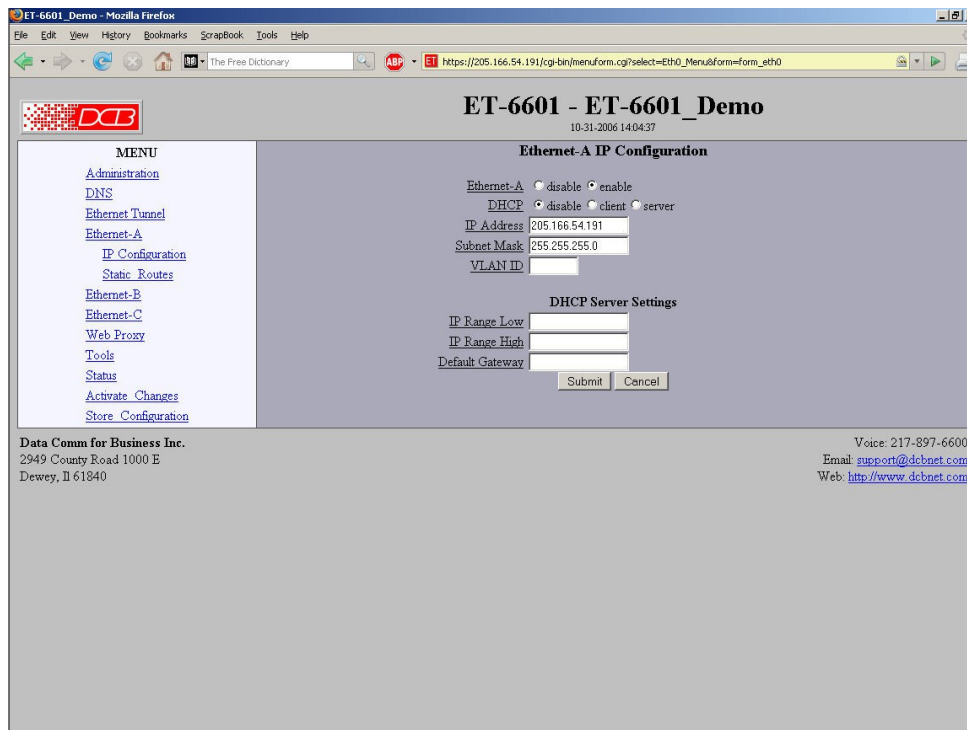 ET-6601_Demo - Mozilla Firefox
File Edit View History Bookmarks ScrapBook Tools Help
The Free Dictionary
ABP
ET https://205.166.54.191/cgi-bin/menuform.cgi?select=Eth0_Menu&form=form_eth0
DCB
ET-6601 - ET-6601_Demo
10-31-2006 14:04:37
MENU
Administration
DNS
Ethernet Tunnel
Ethernet-A
IP Configuration
Static Routes
Ethernet-B
Ethernet-C
Web Proxy
Tools
Status
Activate Changes
Store Configuration
Ethernet-A IP Configuration
Ethernet-A disable enable
DHCP disable client server
IP Address 205.166.54.191
Subnet Mask 255.255.255.0
VLAN ID
DHCP Server Settings
IP Range Low
IP Range High
Default Gateway
Submit Cancel
Data Comm for Business Inc.
2949 County Road 1000 E
Dewey, Il 61840
Voice: 217-897-6600
Email: support@dcbnet.com
Web: http://www.dcbnet.com